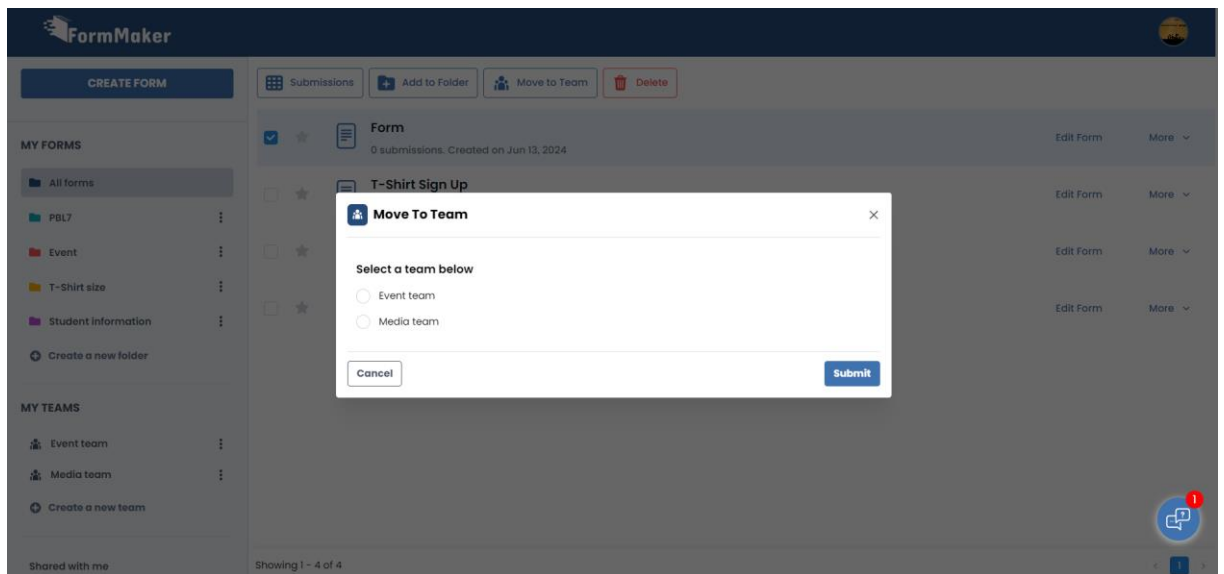 FormMaker
CREATE FORM
Submissions
Add to Folder
Move to Team
Delete
MY FORMS
All forms
PBL7
Event
T-Shirt size
Student information
Create a new folder
MY TEAMS
Event team
Media team
Create a new team
Shared with me
Form
0 submissions. Created on Jun 13, 2024
Edit Form
More
T-Shirt Sign Up
Edit Form
More
Edit Form
More
Edit Form
More
Move To Team
Select a team below
Event team
Media team
Cancel
Submit
1
Showing 1 - 4 of 4
1